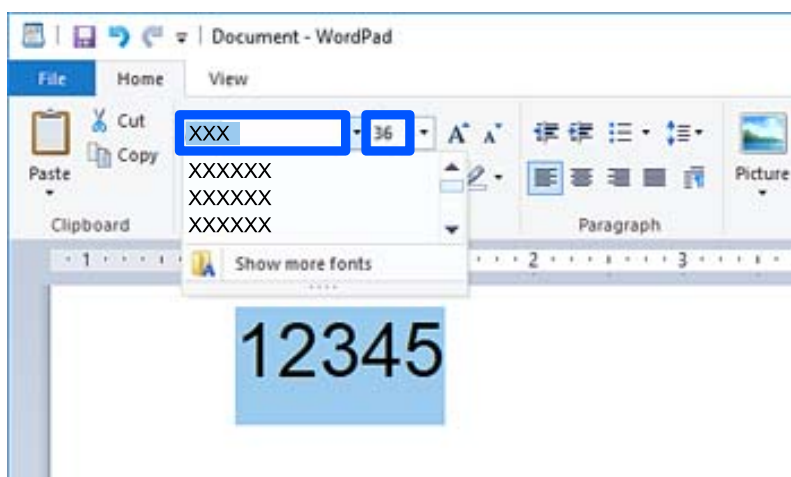 Document - WordPad
File Home View
Cut
XXX 36 A A
Copy
XXXXXX
Paste Picture
XXXXXX
XXXXXX
Clipboard Paragraph
Show more fonts
1 2 3
12345